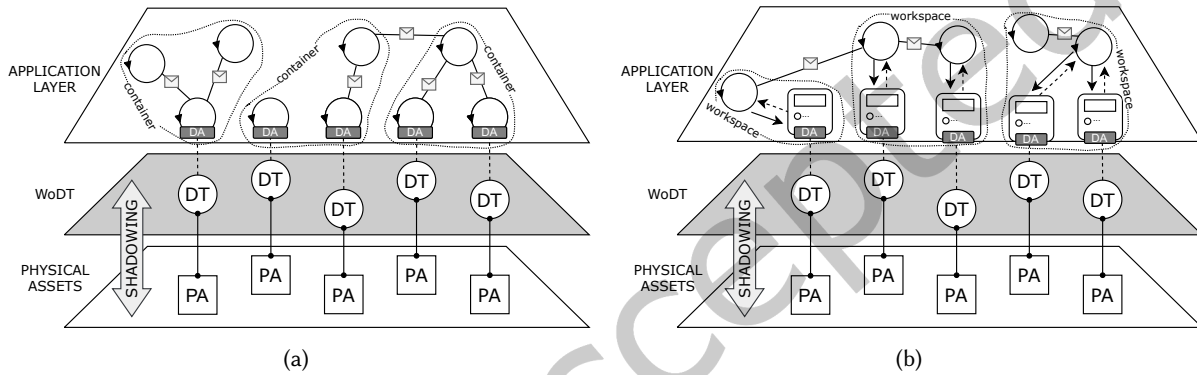 container
container
container
APPLICATION
LAYER
DA
DA
DA
DA
DA
WoDT
DT
DT
DT
DT
DT
SHADOWING
PHYSICAL
ASSETS
PA
PA
PA
PA
PA
(a)
workspace
workspace
workspace
APPLICATION
LAYER
DA
DA
DA
DA
DA
WoDT
DT
DT
DT
DT
DT
SHADOWING
PHYSICAL
ASSETS
PA
PA
PA
PA
PA
(b)
Accepted